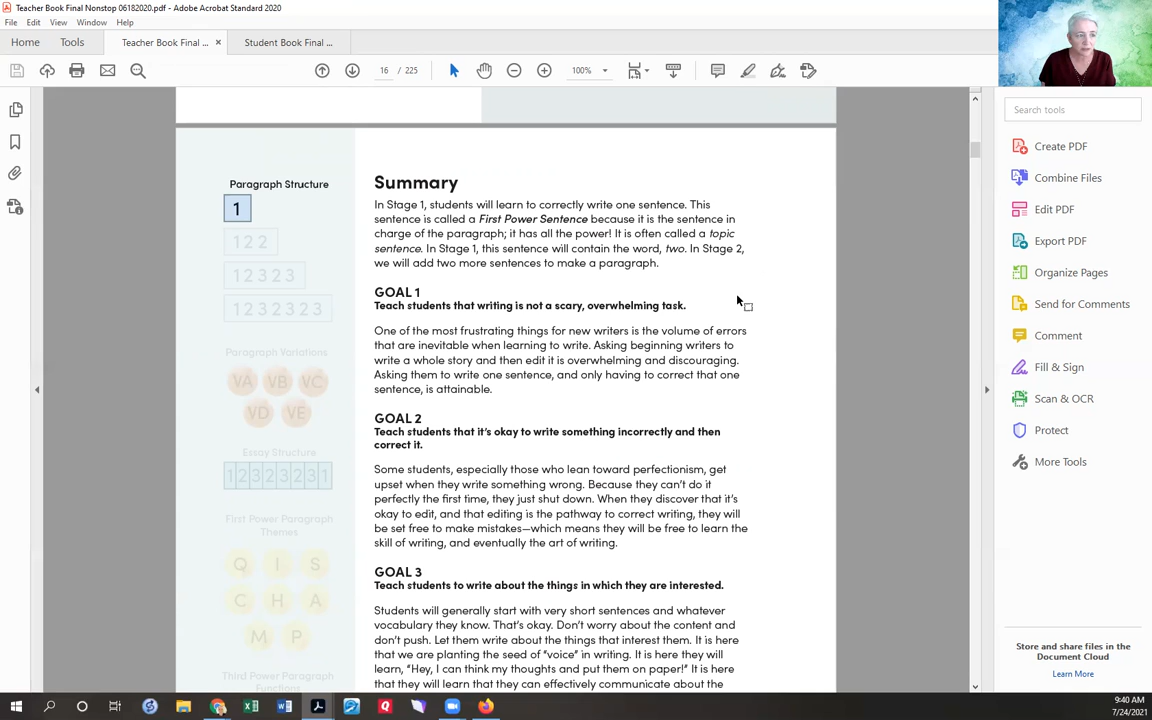 Teacher Book Final Nonstop 06182020.pdf - Adobe Acrobat Standard 2020
File Edit View Window Help
Home Tools Teacher Book Final ... × Student Book Final ...
16 / 225 100%
Search tools
Create PDF
Combine Files
Edit PDF
Export PDF
Organize Pages
Send for Comments
Comment
Fill & Sign
Scan & OCR
Protect
More Tools
Store and share files in the
Document Cloud
Learn More
Paragraph Structure
1
1 2 2
1 2 3 2 3
1 2 3 2 3 2 3
Paragraph Variations
VA VB VC
VD VE
Essay Structure
1 2 3 2 3 2 3 1
First Power Paragraph
Themes
Q I S
C H A
M P
Third Power Paragraph
Functions
Summary
In Stage 1, students will learn to correctly write one sentence. This
sentence is called a First Power Sentence because it is the sentence in
charge of the paragraph; it has all the power! It is often called a topic
sentence. In Stage 1, this sentence will contain the word, two. In Stage 2,
we will add two more sentences to make a paragraph.
GOAL 1
Teach students that writing is not a scary, overwhelming task.
One of the most frustrating things for new writers is the volume of errors
that are inevitable when learning to write. Asking beginning writers to
write a whole story and then edit it is overwhelming and discouraging.
Asking them to write one sentence, and only having to correct that one
sentence, is attainable.
GOAL 2
Teach students that it's okay to write something incorrectly and then
correct it.
Some students, especially those who lean toward perfectionism, get
upset when they write something wrong. Because they can't do it
perfectly the first time, they just shut down. When they discover that it's
okay to edit, and that editing is the pathway to correct writing, they will
be set free to make mistakes—which means they will be free to learn the
skill of writing, and eventually the art of writing.
GOAL 3
Teach students to write about the things in which they are interested.
Students will generally start with very short sentences and whatever
vocabulary they know. That's okay. Don't worry about the content and
don't push. Let them write about the things that interest them. It is here
that we are planting the seed of "voice" in writing. It is here they will
learn, "Hey, I can think my thoughts and put them on paper!" It is here
that they will learn that they can effectively communicate about the
9:40 AM
7/24/2021